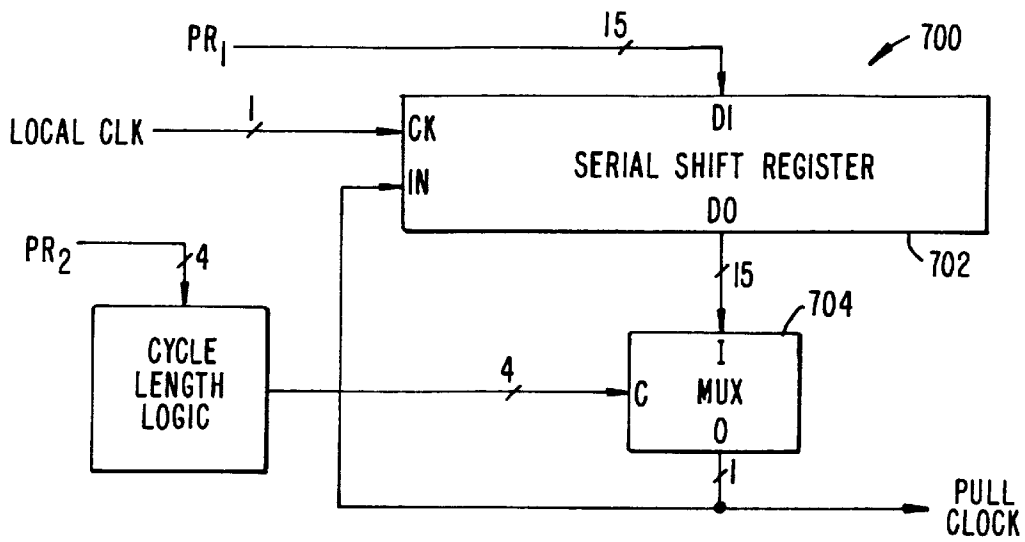 PR1
15
700
LOCAL CLK
1
CK
DI
IN
SERIAL SHIFT REGISTER
DO
702
PR2
4
15
704
CYCLE
LENGTH
LOGIC
4
C
I
MUX
O
1
PULL
CLOCK